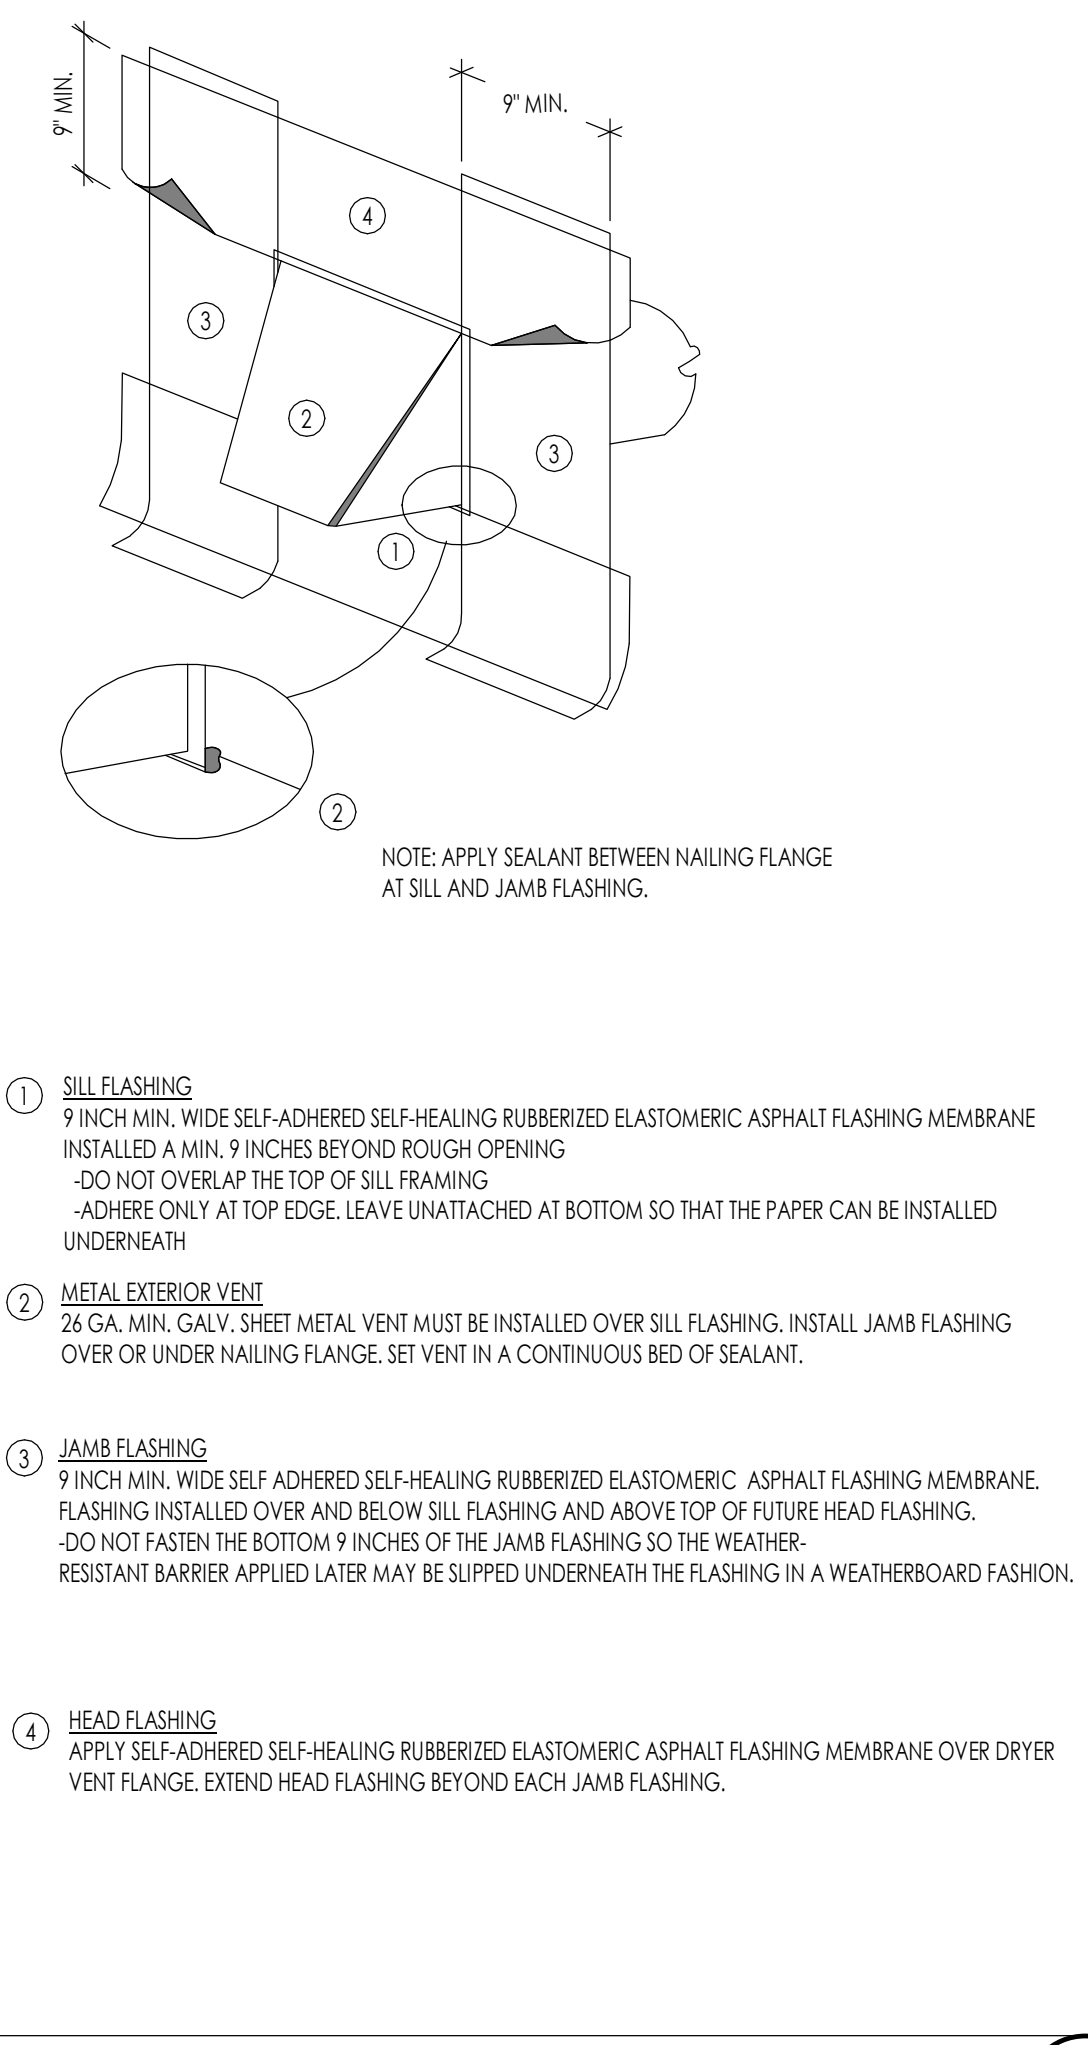 9" MIN.
9" MIN.
4
3
2
3
1
2
NOTE: APPLY SEALANT BETWEEN NAILING FLANGE
AT SILL AND JAMB FLASHING.
1 SILL FLASHING
9 INCH MIN. WIDE SELF-ADHERED SELF-HEALING RUBBERIZED ELASTOMERIC ASPHALT FLASHING MEMBRANE
INSTALLED A MIN. 9 INCHES BEYOND ROUGH OPENING
-DO NOT OVERLAP THE TOP OF SILL FRAMING
-ADHERE ONLY AT TOP EDGE. LEAVE UNATTACHED AT BOTTOM SO THAT THE PAPER CAN BE INSTALLED
UNDERNEATH
2 METAL EXTERIOR VENT
26 GA. MIN. GALV. SHEET METAL VENT MUST BE INSTALLED OVER SILL FLASHING. INSTALL JAMB FLASHING
OVER OR UNDER NAILING FLANGE. SET VENT IN A CONTINUOUS BED OF SEALANT.
3 JAMB FLASHING
9 INCH MIN. WIDE SELF ADHERED SELF-HEALING RUBBERIZED ELASTOMERIC ASPHALT FLASHING MEMBRANE.
FLASHING INSTALLED OVER AND BELOW SILL FLASHING AND ABOVE TOP OF FUTURE HEAD FLASHING.
-DO NOT FASTEN THE BOTTOM 9 INCHES OF THE JAMB FLASHING SO THE WEATHER-
RESISTANT BARRIER APPLIED LATER MAY BE SLIPPED UNDERNEATH THE FLASHING IN A WEATHERBOARD FASHION.
4 HEAD FLASHING
APPLY SELF-ADHERED SELF-HEALING RUBBERIZED ELASTOMERIC ASPHALT FLASHING MEMBRANE OVER DRYER
VENT FLANGE. EXTEND HEAD FLASHING BEYOND EACH JAMB FLASHING.